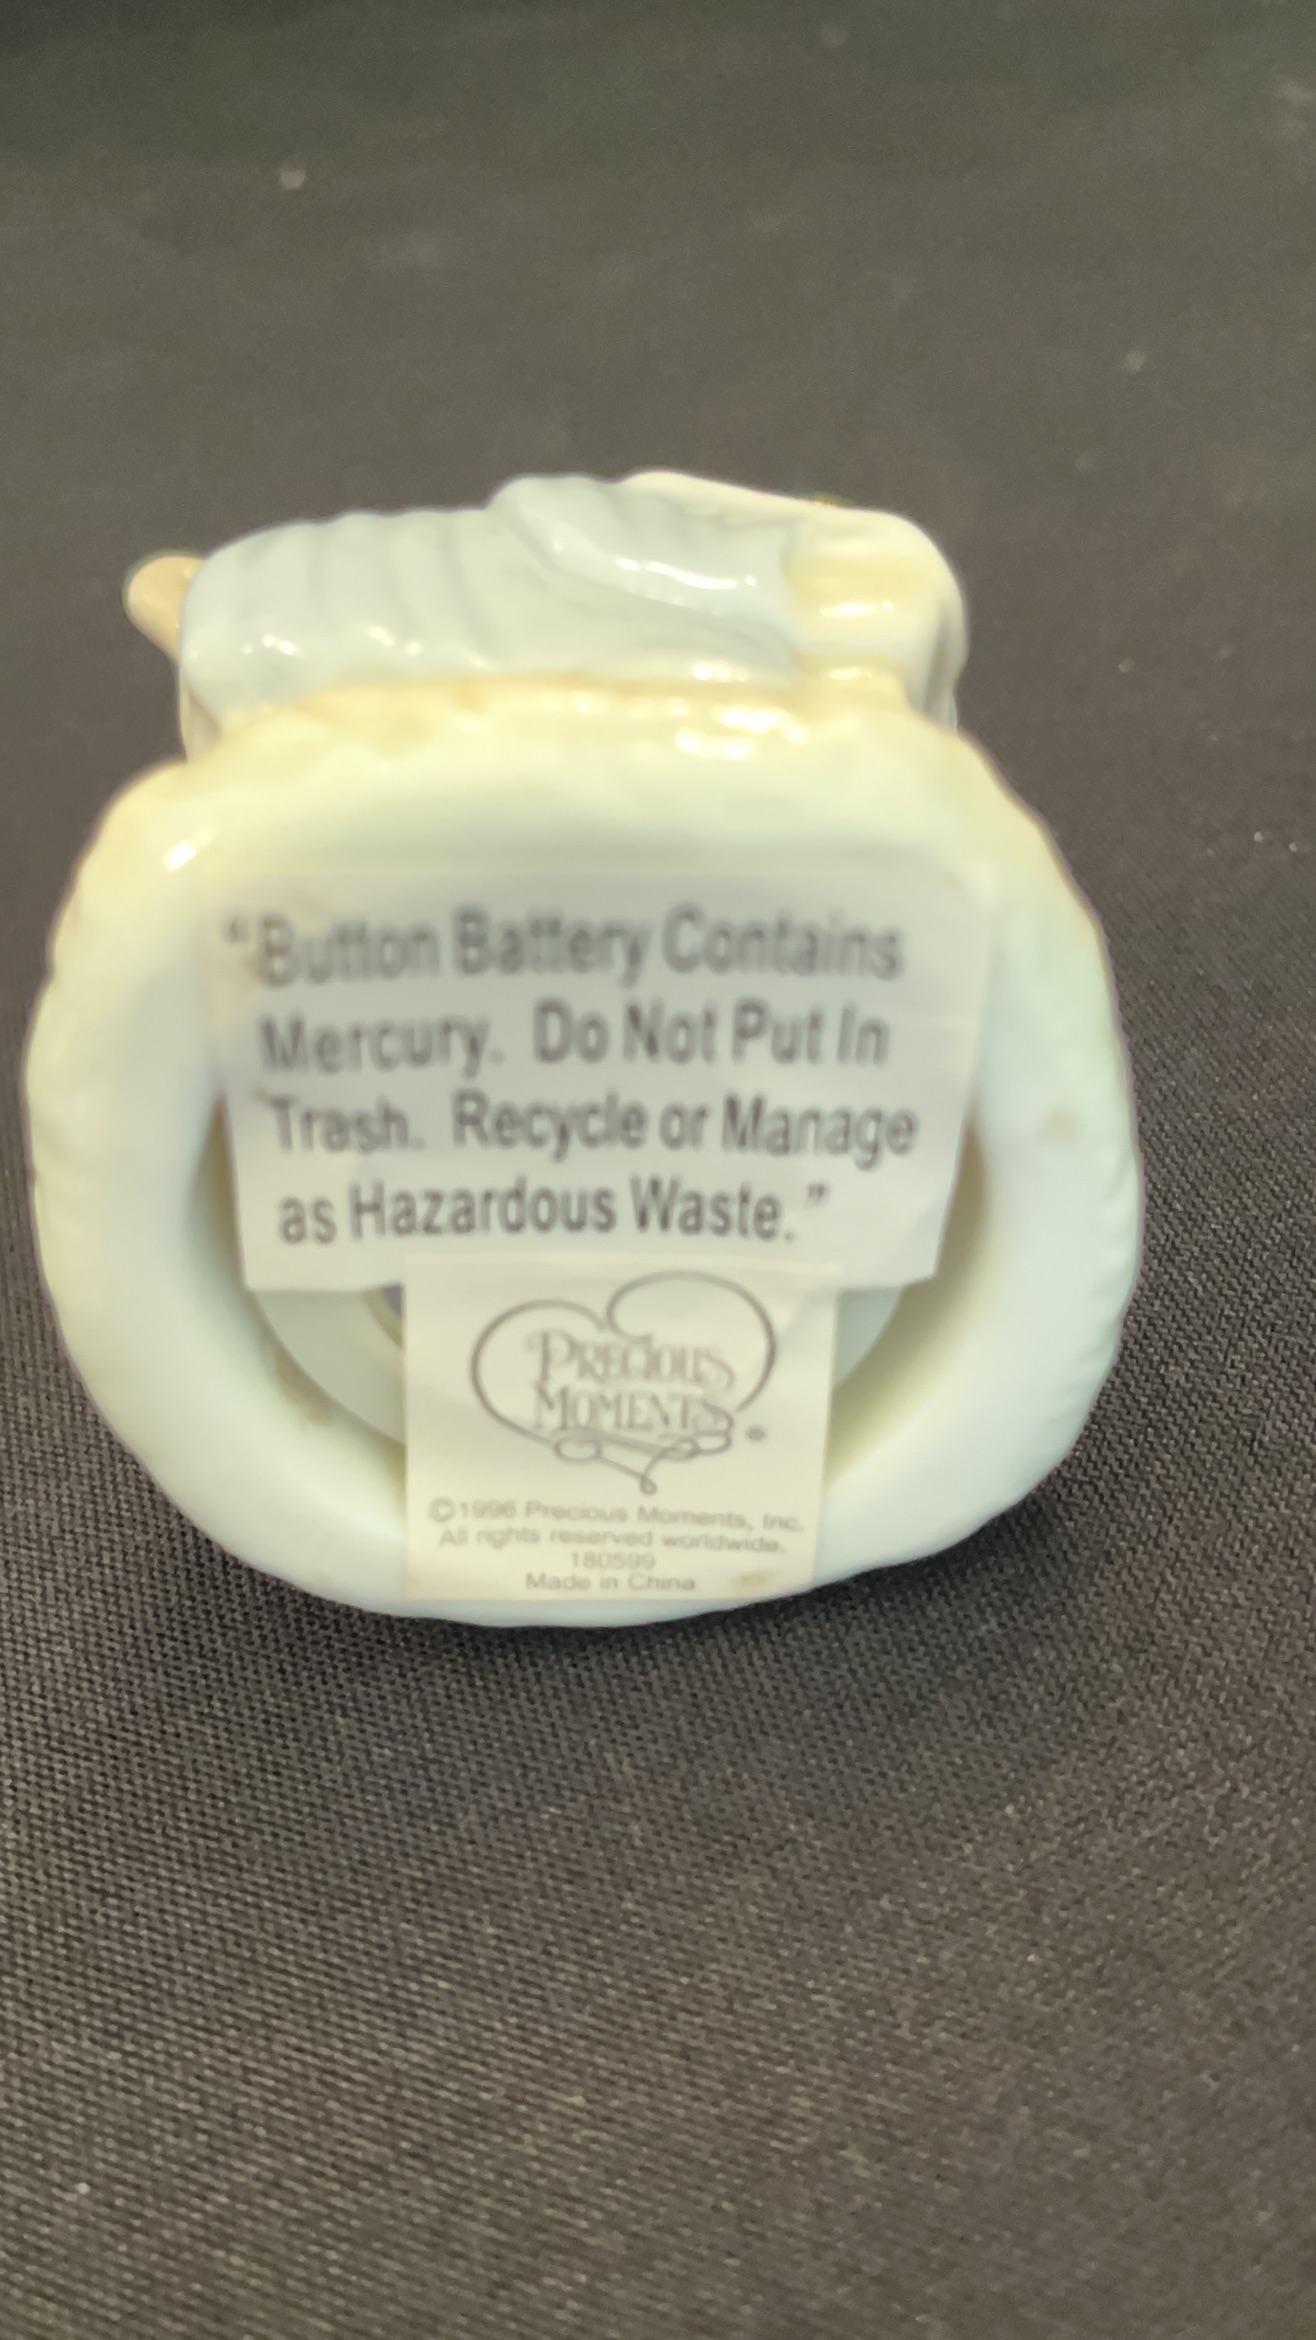 “Button Battery Contains
Mercury. Do Not Put In
Trash. Recycle or Manage
as Hazardous Waste.”
PRECIOUS
MOMENTS®
©1996 Precious Moments, Inc.
All rights reserved worldwide.
180599
Made in China